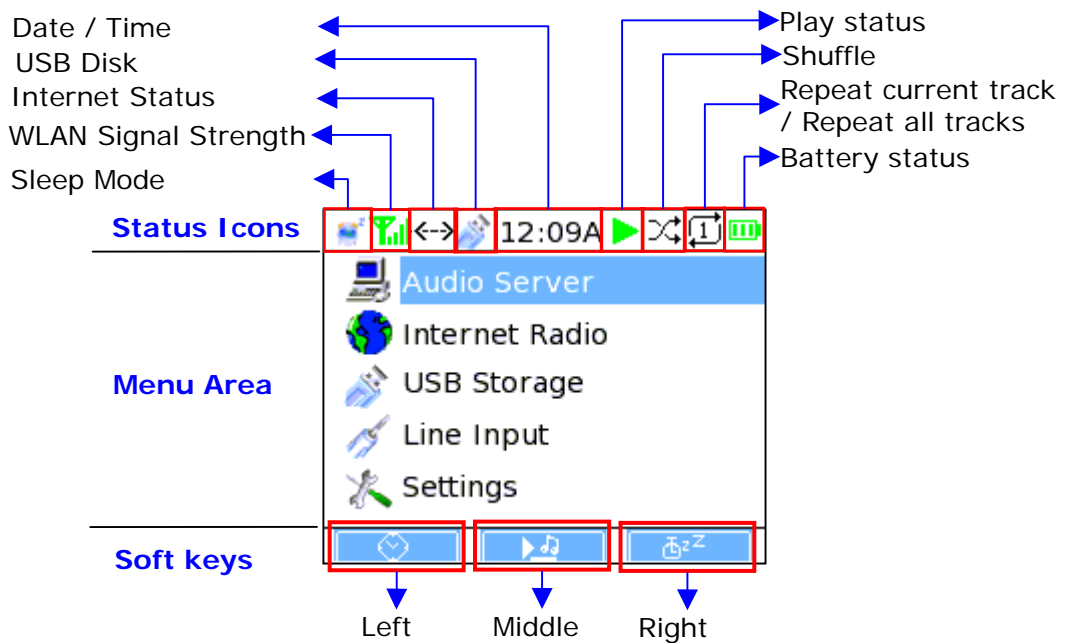 Date / Time
USB Disk
Internet Status
WLAN Signal Strength
Sleep Mode
Play status
Shuffle
Repeat current track
/ Repeat all tracks
Battery status
Status Icons
12:09A
1
Audio Server
Internet Radio
Menu Area
USB Storage
Line Input
Settings
Soft keys
zZ
Left
Middle
Right